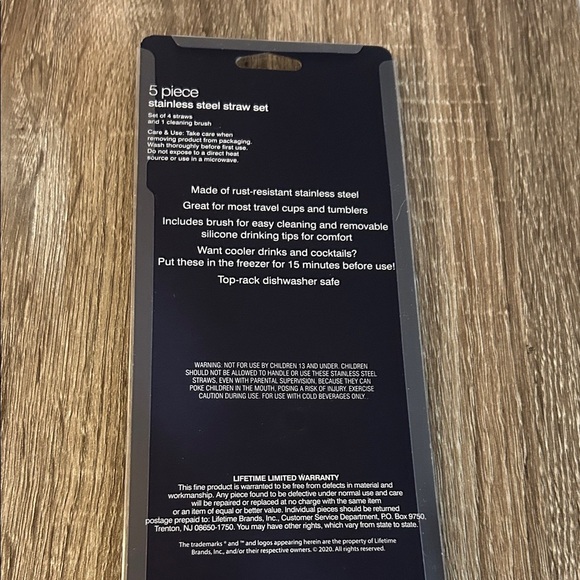 5 piece
stainless steel straw set
Set of 4 straws
and 1 cleaning brush
Care & Use: Take care when
removing product from packaging.
Wash thoroughly before first use.
Do not expose to a direct heat
source or use in a microwave.
Made of rust-resistant stainless steel
Great for most travel cups and tumblers
Includes brush for easy cleaning and removable
silicone drinking tips for comfort
Want cooler drinks and cocktails?
Put these in the freezer for 15 minutes before use!
Top-rack dishwasher safe
WARNING: NOT FOR USE BY CHILDREN 13 AND UNDER. CHILDREN
SHOULD NOT BE ALLOWED TO HANDLE OR USE THESE STAINLESS STEEL
STRAWS, EVEN WITH PARENTAL SUPERVISION, BECAUSE THEY CAN
POKE CHILDREN IN THE MOUTH, POSING A RISK OF INJURY. EXERCISE
CAUTION DURING USE. FOR USE WITH COLD BEVERAGES ONLY.
LIFETIME LIMITED WARRANTY
This fine product is warranted to be free from defects in material and
workmanship. Any piece found to be defective under normal use and care
will be repaired or replaced at no charge with the same item
or an item of equal or better value. Individual pieces should be returned
postage prepaid to: Lifetime Brands, Inc., Customer Service Department, P.O. Box 9750,
Trenton, NJ 08650-1750. You may have other rights, which vary from state to state.
The trademarks ® and ™ and logos appearing herein are the property of Lifetime
Brands, Inc., and/or their respective owners. © 2020. All rights reserved.